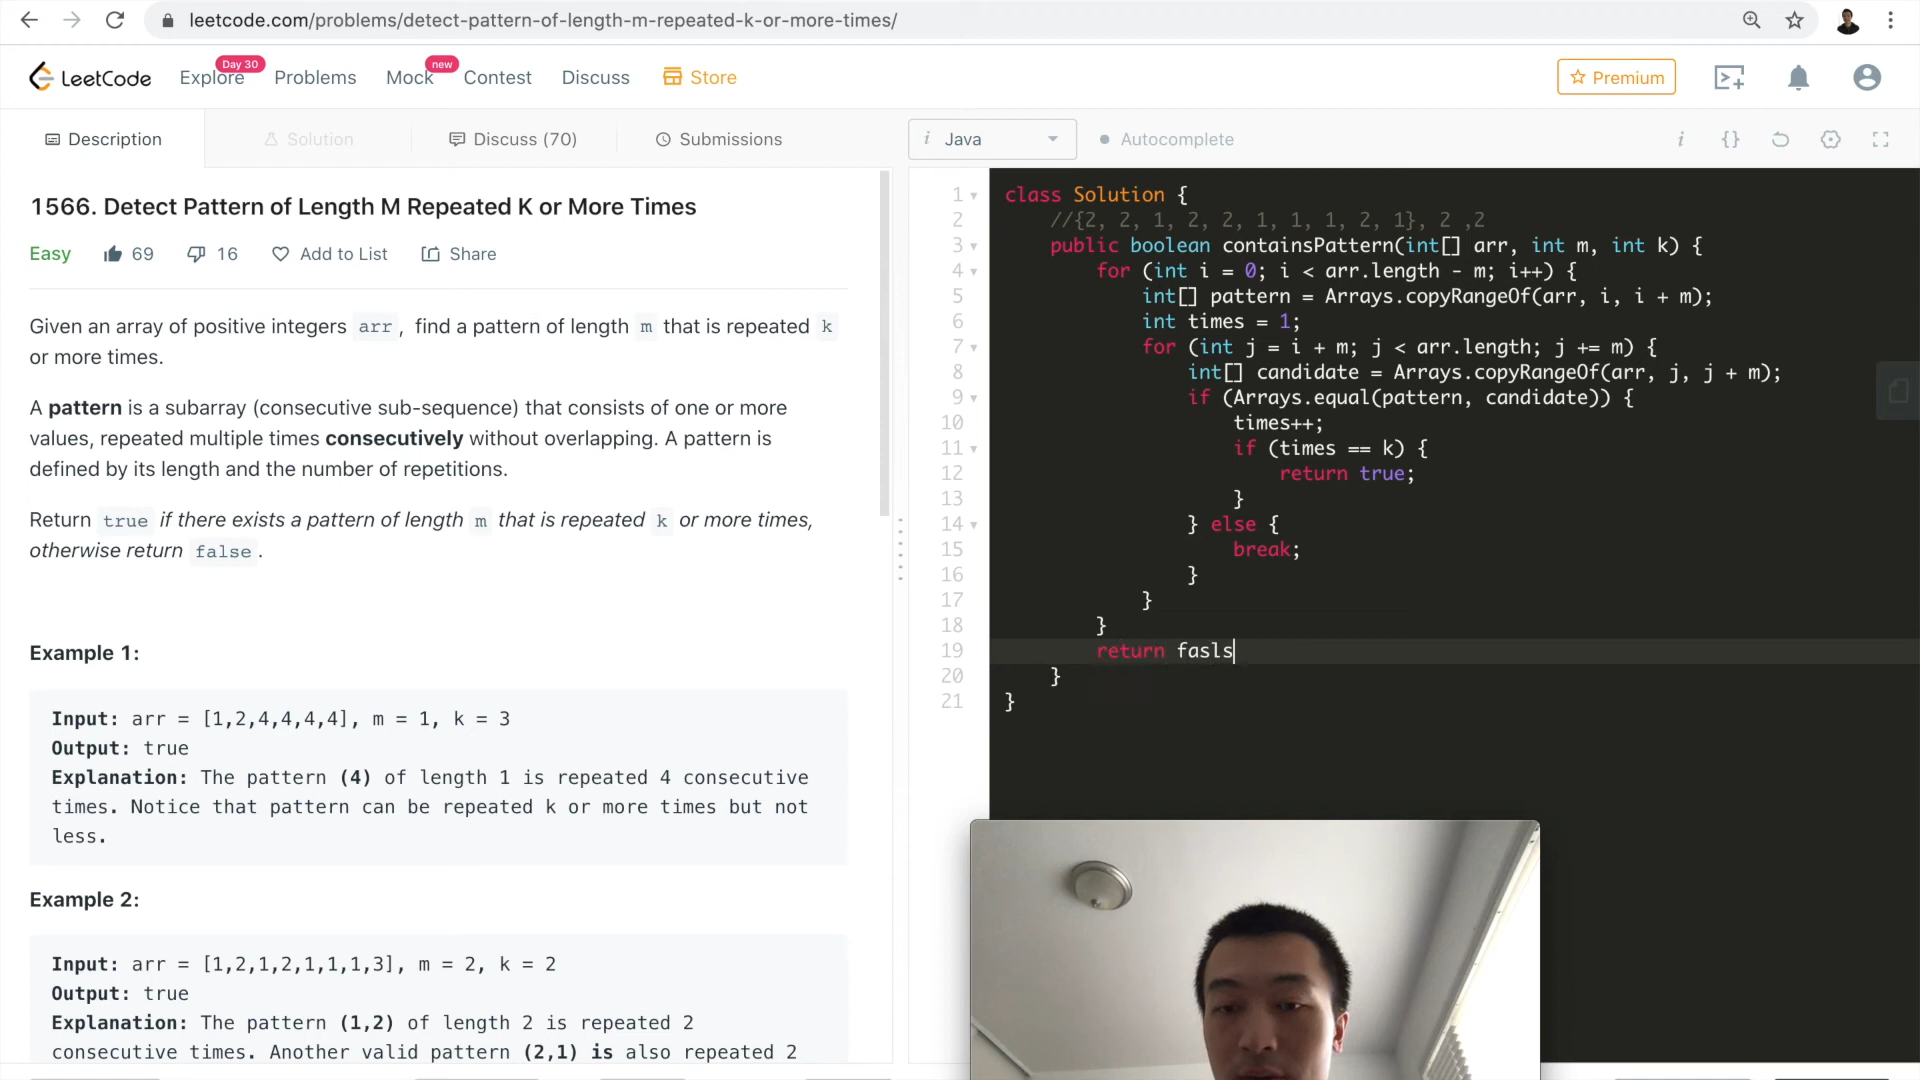 leetcode.com/problems/detect-pattern-of-length-m-repeated-k-or-more-times/
LeetCode Explore Day 30 Problems Mock new Contest Discuss Store Premium
Description Solution Discuss (70) Submissions
i Java Autocomplete i {}
1566. Detect Pattern of Length M Repeated K or More Times
Easy 69 16 Add to List Share
Given an array of positive integers arr, find a pattern of length m that is repeated k
or more times.
A pattern is a subarray (consecutive sub-sequence) that consists of one or more
values, repeated multiple times consecutively without overlapping. A pattern is
defined by its length and the number of repetitions.
Return true if there exists a pattern of length m that is repeated k or more times,
otherwise return false.
Example 1:
Input: arr = [1,2,4,4,4,4], m = 1, k = 3
Output: true
Explanation: The pattern (4) of length 1 is repeated 4 consecutive
times. Notice that pattern can be repeated k or more times but not
less.
Example 2:
Input: arr = [1,2,1,2,1,1,1,3], m = 2, k = 2
Output: true
Explanation: The pattern (1,2) of length 2 is repeated 2
consecutive times. Another valid pattern (2,1) is also repeated 2
1 class Solution {
2 //{2, 2, 1, 2, 2, 1, 1, 1, 2, 1}, 2 ,2
3 public boolean containsPattern(int[] arr, int m, int k) {
4 for (int i = 0; i < arr.length - m; i++) {
5 int[] pattern = Arrays.copyRangeOf(arr, i, i + m);
6 int times = 1;
7 for (int j = i + m; j < arr.length; j += m) {
8 int[] candidate = Arrays.copyRangeOf(arr, j, j + m);
9 if (Arrays.equal(pattern, candidate)) {
10 times++;
11 if (times == k) {
12 return true;
13 }
14 } else {
15 break;
16 }
17 }
18 }
19 return fasls
20 }
21 }